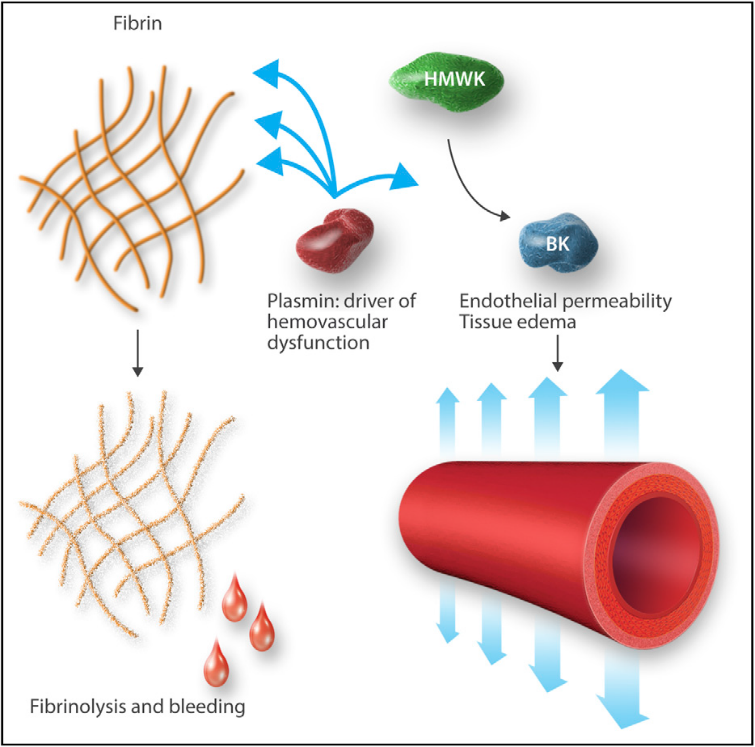 Fibrin
HMWK
BK
Plasmin: driver of
hemovascular
dysfunction
Endothelial permeability
Tissue edema
Fibrinolysis and bleeding